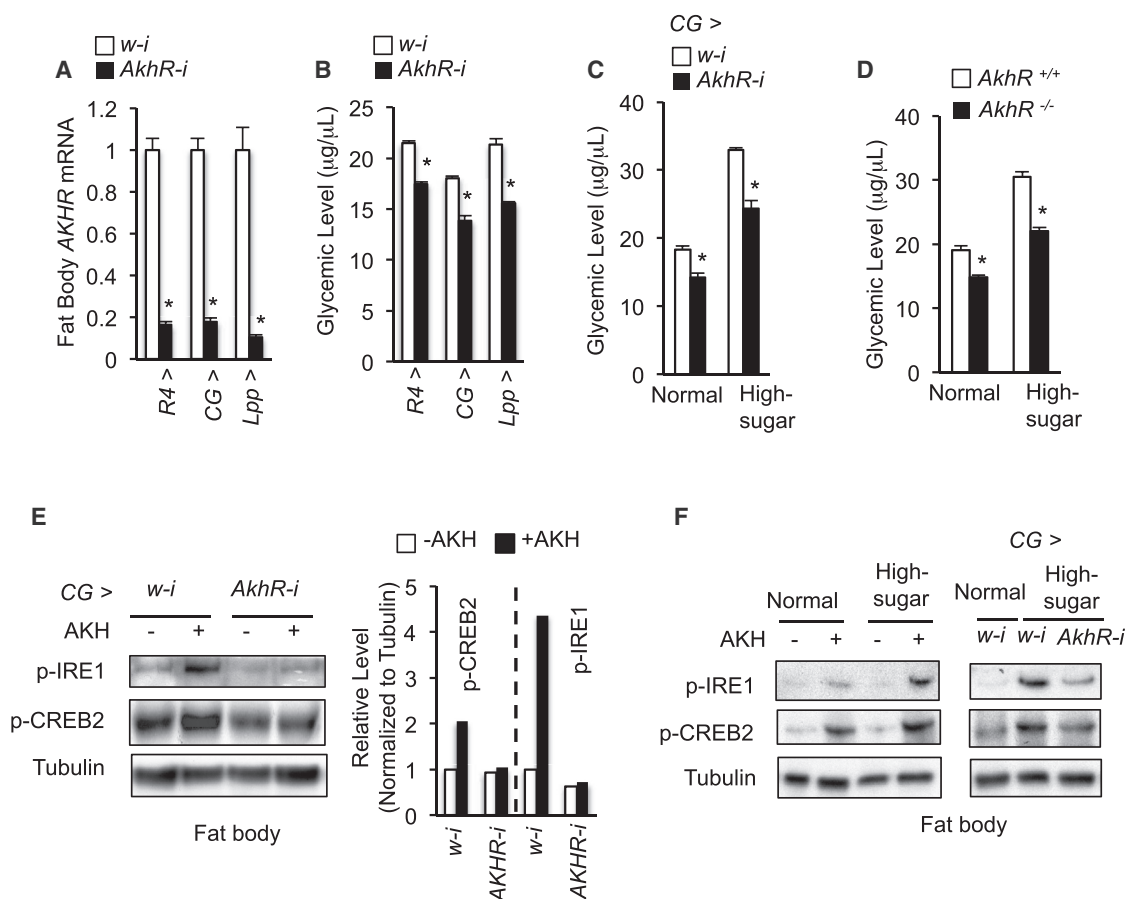 A
w-i
AkhR-i
Fat Body AKHR mRNA
1.2
1
0.8
0.6
0.4
0.2
0
*
*
*
R4 >
CG >
Lpp >
B
w-i
AkhR-i
Glycemic Level (µg/µL)
25
20
15
10
5
0
*
*
*
R4 >
CG >
Lpp >
C
CG >
w-i
AkhR-i
Glycemic Level (µg/µL)
40
30
20
10
0
*
*
Normal
High-
sugar
D
AkhR +/+
AkhR -/-
Glycemic Level (µg/µL)
40
30
20
10
0
*
*
Normal
High-
sugar
E
CG > w-i AkhR-i
AKH - + - +
p-IRE1
p-CREB2
Tubulin
Fat body
-AKH +AKH
Relative Level
(Normalized to Tubulin)
5
4
3
2
1
0
p-CREB2
p-IRE1
w-i
AKHR-i
w-i
AKHR-i
F
Normal
High-
sugar
AKH - + - +
p-IRE1
p-CREB2
Tubulin
CG >
Normal
High-
sugar
w-i w-i AkhR-i
Fat body